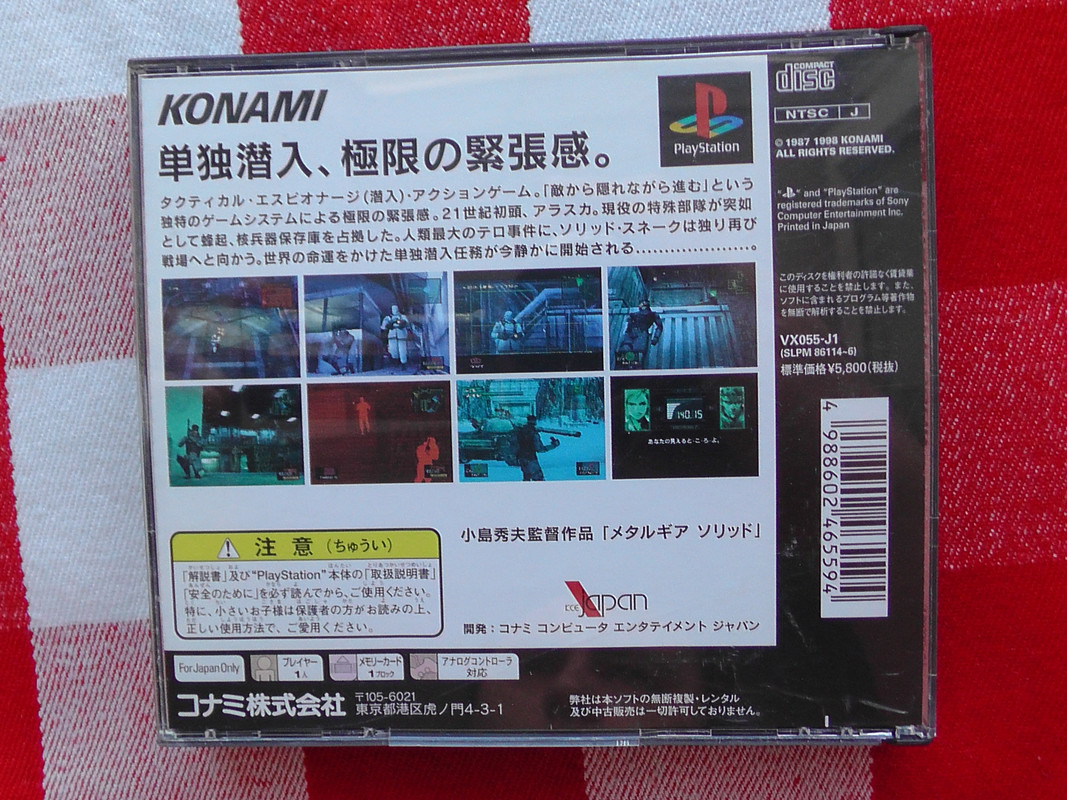 KONAMI
PlayStation
単独潜入、極限の緊張感。
タクティカル・エスピオナージ(潜入)・アクションゲーム。「敵から隠れながら進む」という
独特のゲームシステムによる極限の緊張感。21世紀初頭、アラスカ。現役の特殊部隊が突如
として蜂起、核兵器保存庫を占拠した。人類最大のテロ事件に、ソリッド・スネークは独り再び
戦場へと向かう。世界の命運をかけた単独潜入任務が今静かに開始される…………………。
140.15
あなたの見えるところよ。
小島秀夫監督作品「メタルギア ソリッド」
注意(ちゅうい)
「解説書」及び“PlayStation”本体の「取扱説明書」
「安全のために」を必ず読んでから、ご使用ください。
特に、小さいお子様は保護者の方がお読みの上、
正しい使用方法で、ご愛用ください。
KCE Japan
開発:コナミ コンピュータ エンタテイメント ジャパン
For Japan Only
プレイヤー
1人
メモリーカード
1ブロック
アナログコントローラ
対応
コナミ株式会社
〒105-6021
東京都港区虎ノ門4-3-1
弊社は本ソフトの無断複製・レンタル
及び中古販売は一切許可しておりません。
COMPACT
disc
NTSC J
© 1987 1998 KONAMI
ALL RIGHTS RESERVED.
" " and "PlayStation" are
registered trademarks of Sony
Computer Entertainment Inc.
Printed in Japan
このディスクを権利者の許諾なく賃貸業
に使用することを禁止します。また、
ソフトに含まれるプログラム等著作物
を無断で解析することを禁止します。
VX055-J1
(SLPM 86114~6)
標準価格¥5,800(税抜)
4 988602 465594